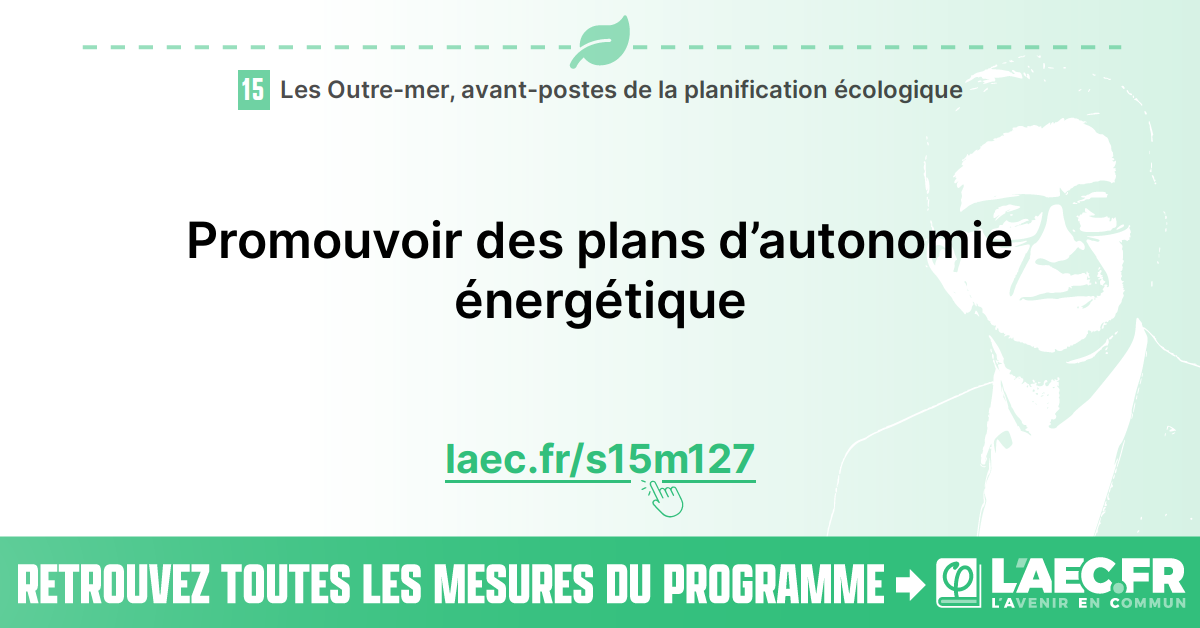 15 Les Outre-mer, avant-postes de la planification écologique
Promouvoir des plans d’autonomie
énergétique
laec.fr/s15m127
RETROUVEZ TOUTES LES MESURES DU PROGRAMME
φ L'AEC.FR
L'AVENIR EN COMMUN